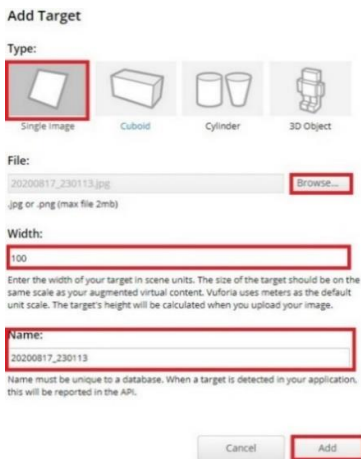 Add Target
Type:
Single Image Cuboid Cylinder 3D Object
File:
20200817_230113.jpg Browse...
.jpg or .png (max file 2mb)
Width:
100
Enter the width of your target in scene units. The size of the target should be on the
same scale as your augmented virtual content. Vuforia uses meters as the default
unit scale. The target's height will be calculated when you upload your image.
Name:
20200817_230113
Name must be unique to a database. When a target is detected in your application,
this will be reported in the API.
Cancel Add